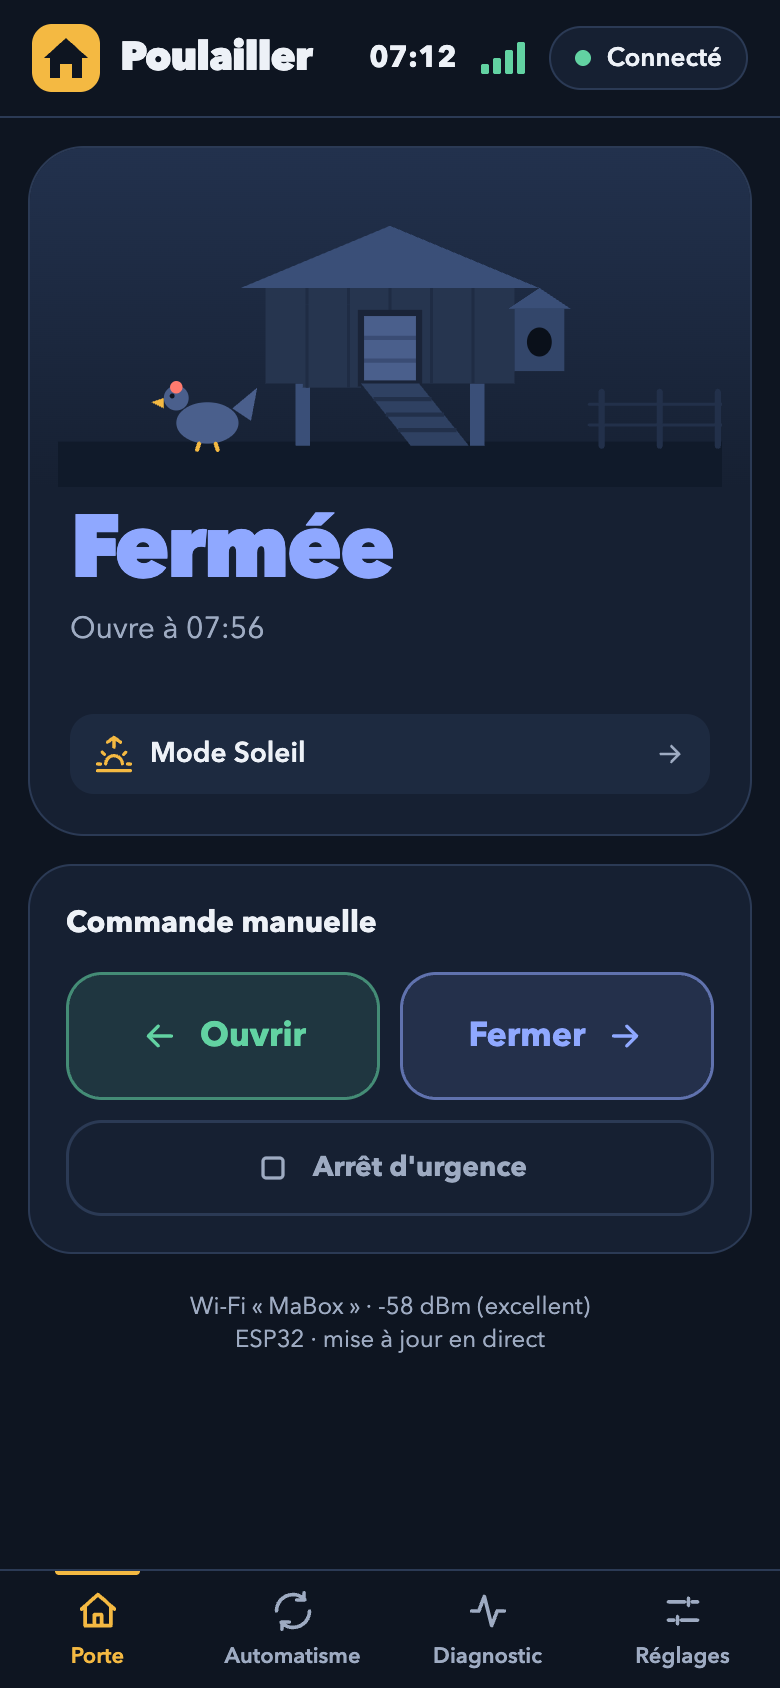 Poulailler
07:12
Connecté
Fermée
Ouvre à 07:56
Mode Soleil
Commande manuelle
Ouvrir
Fermer
Arrêt d'urgence
Wi-Fi « MaBox » · -58 dBm (excellent)
ESP32 · mise à jour en direct
Porte
Automatisme
Diagnostic
Réglages